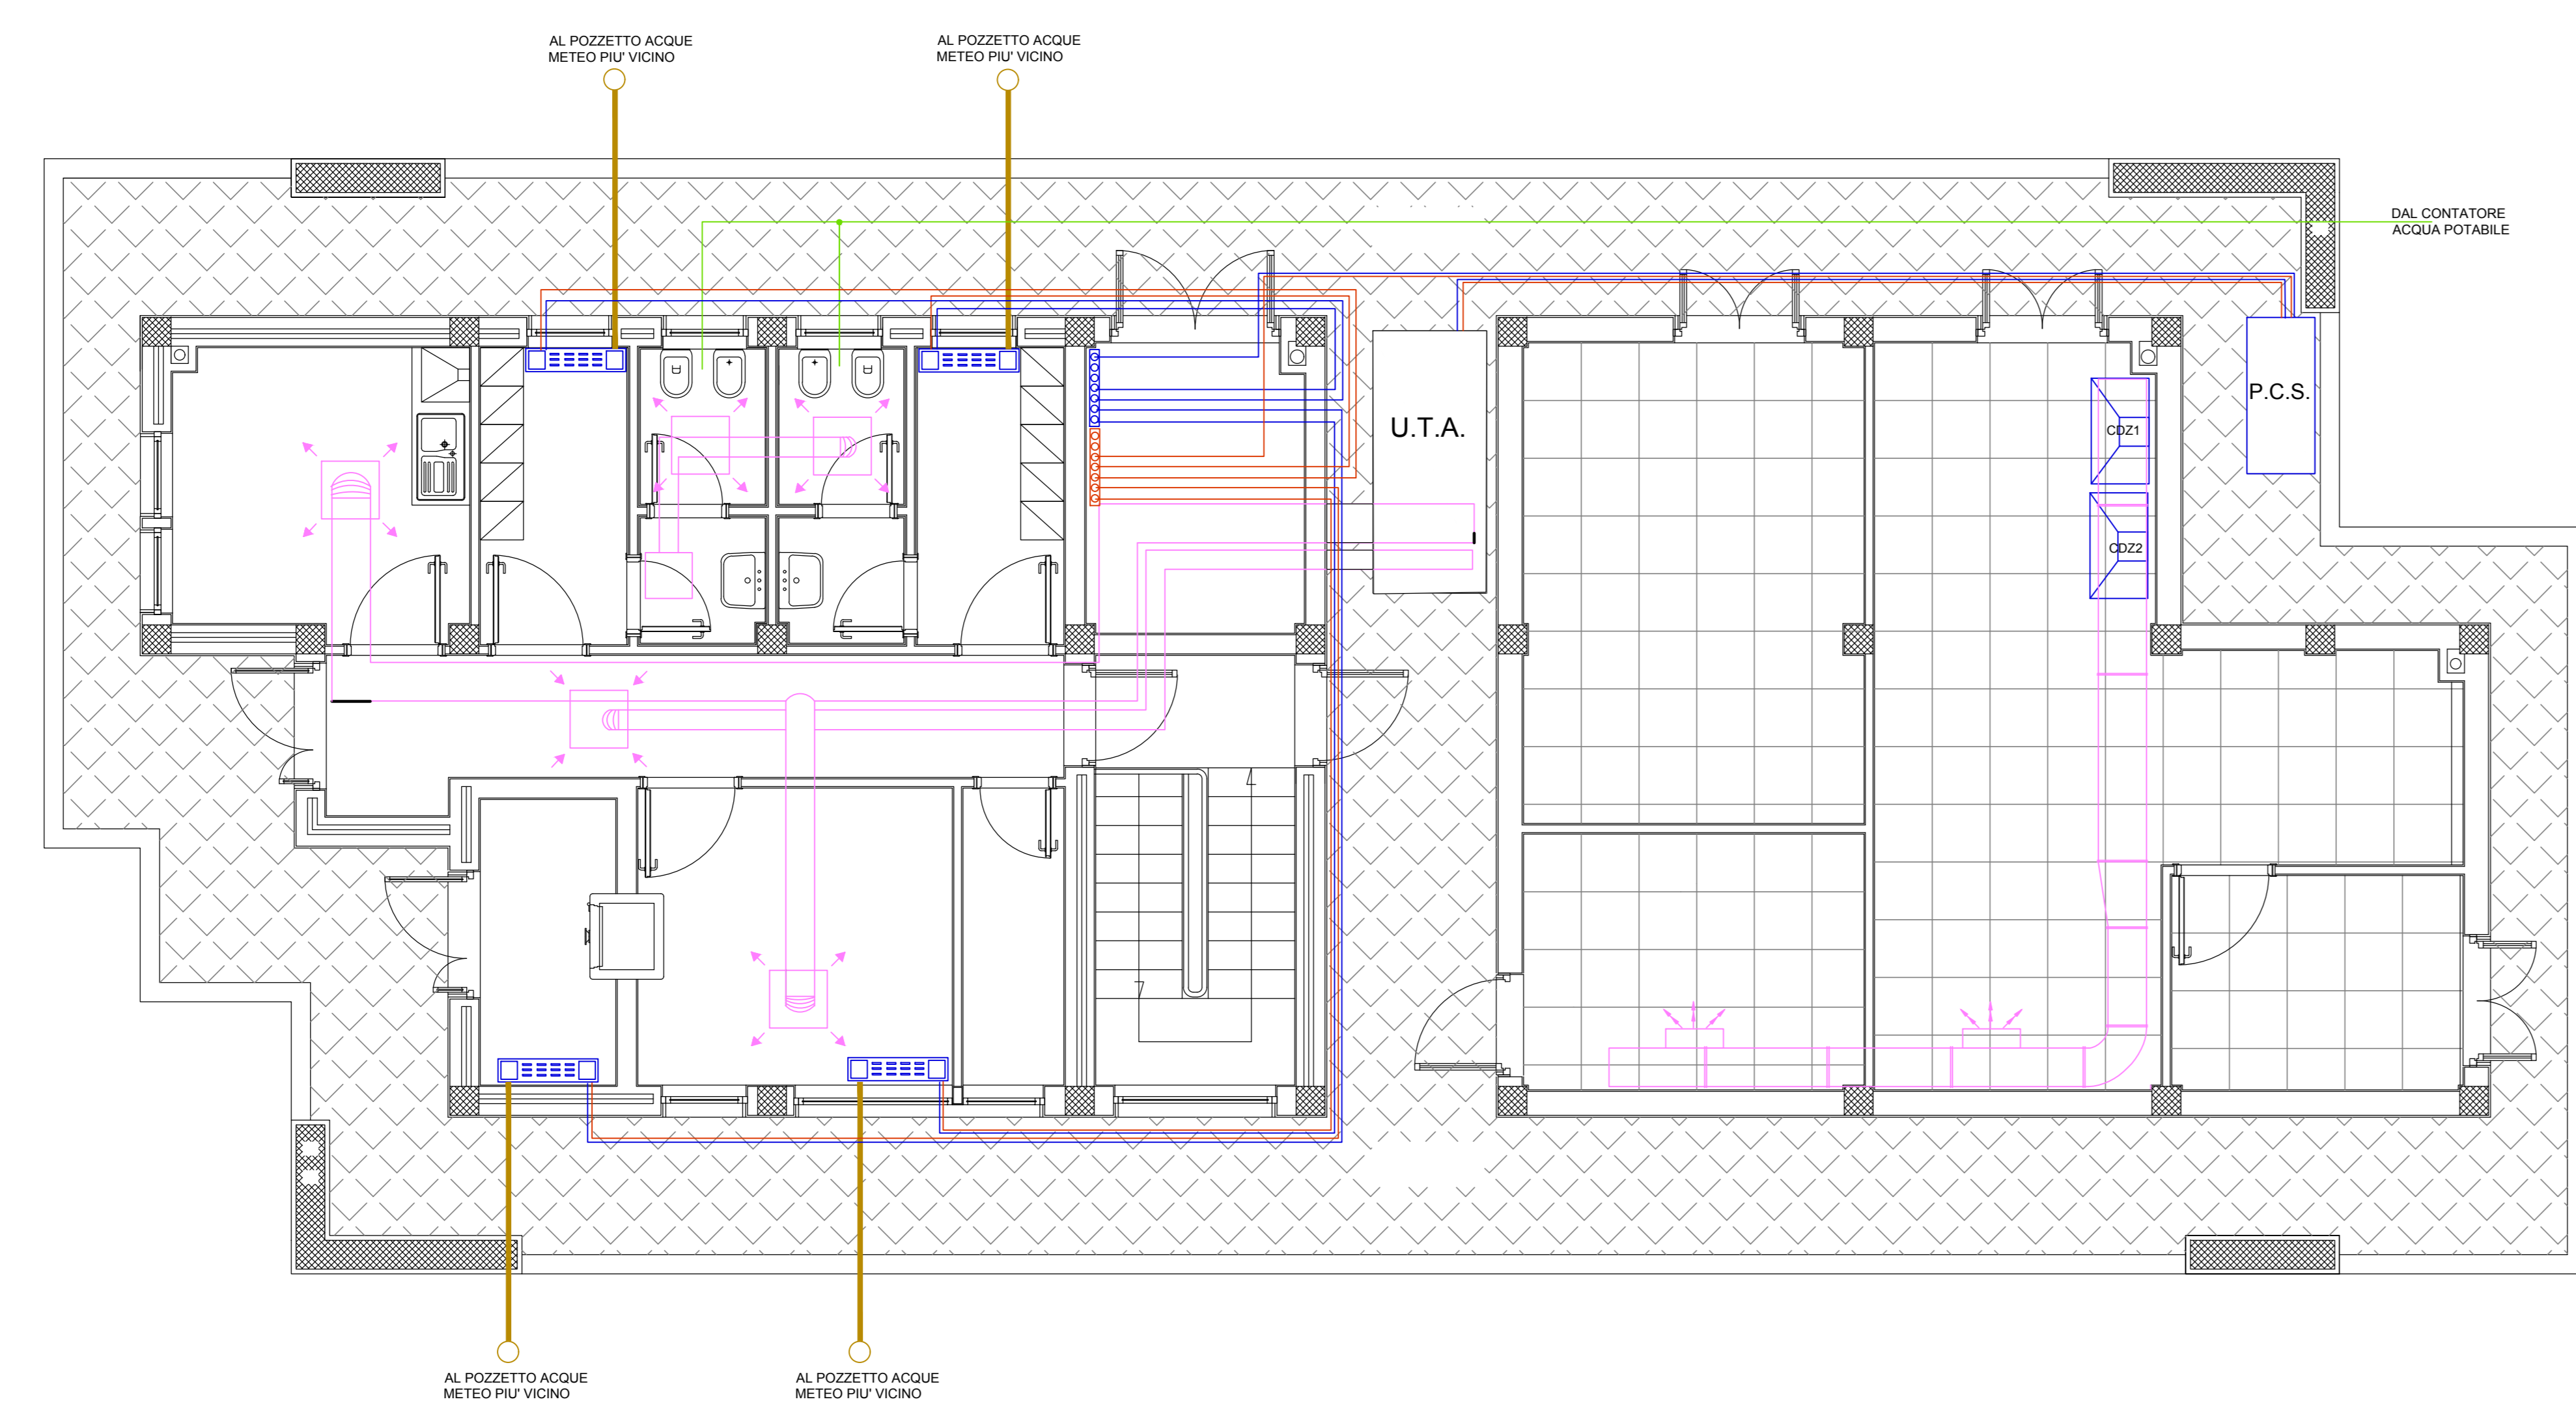 AL POZZETTO ACQUE
METEO PIU' VICINO
AL POZZETTO ACQUE
METEO PIU' VICINO
DAL CONTATORE
ACQUA POTABILE
P.C.S.
U.T.A.
CDZ1
CDZ2
AL POZZETTO ACQUE
METEO PIU' VICINO
AL POZZETTO ACQUE
METEO PIU' VICINO